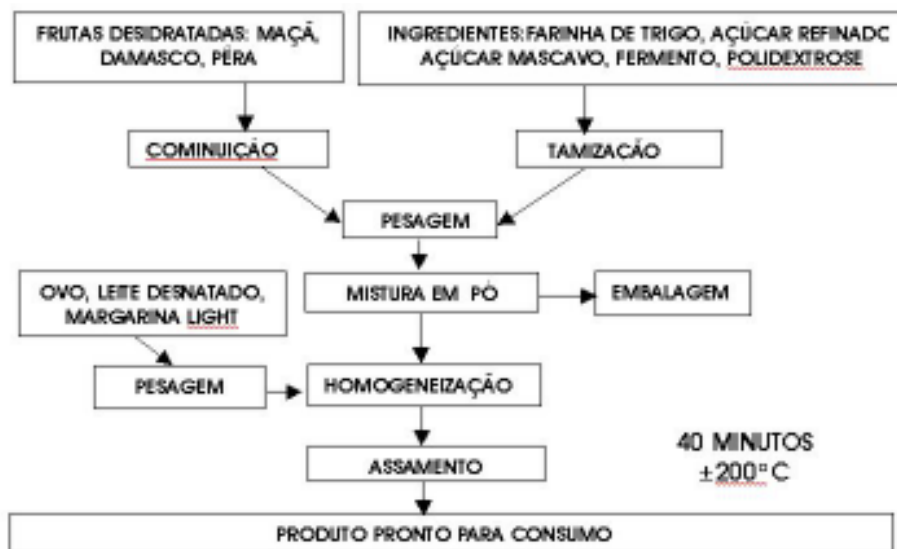 FRUTAS DESIDRATADAS: MAÇÃ,
DAMASCO, PÊRA
INGREDIENTES:FARINHA DE TRIGO, AÇÚCAR REFINADO
AÇÚCAR MASCAVO, FERMENTO, POLIDEXTROSE
COMINUIÇÃO
TAMIZAÇÃO
PESAGEM
OVO, LEITE DESNATADO,
MARGARINA LIGHT
MISTURA EM PÓ
EMBALAGEM
PESAGEM
HOMOGENEIZAÇÃO
40 MINUTOS
±200° C
ASSAMENTO
PRODUTO PRONTO PARA CONSUMO